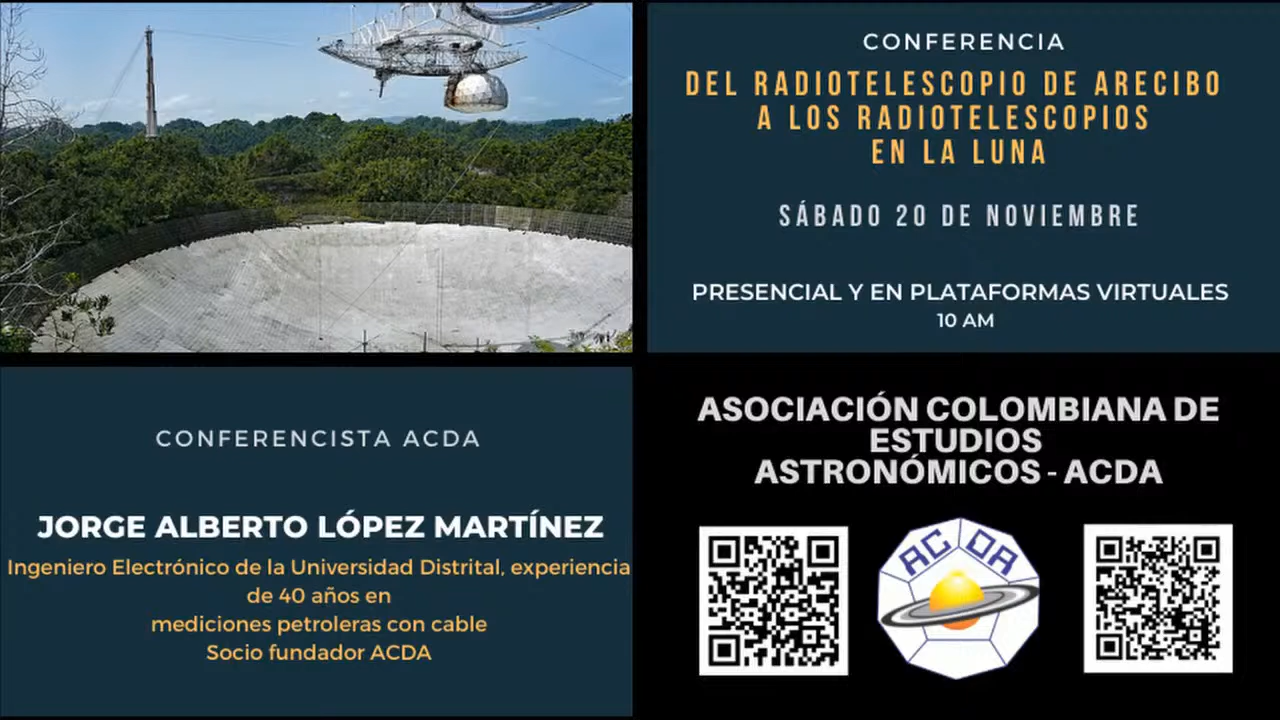 CONFERENCIA
DEL RADIOTELESCOPIO DE ARECIBO
A LOS RADIOTELESCOPIOS
EN LA LUNA
SÁBADO 20 DE NOVIEMBRE
PRESENCIAL Y EN PLATAFORMAS VIRTUALES
10 AM
CONFERENCISTA ACDA
JORGE ALBERTO LÓPEZ MARTÍNEZ
Ingeniero Electrónico de la Universidad Distrital, experiencia
de 40 años en
mediciones petroleras con cable
Socio fundador ACDA
ASOCIACIÓN COLOMBIANA DE
ESTUDIOS
ASTRONÓMICOS - ACDA
ACDA